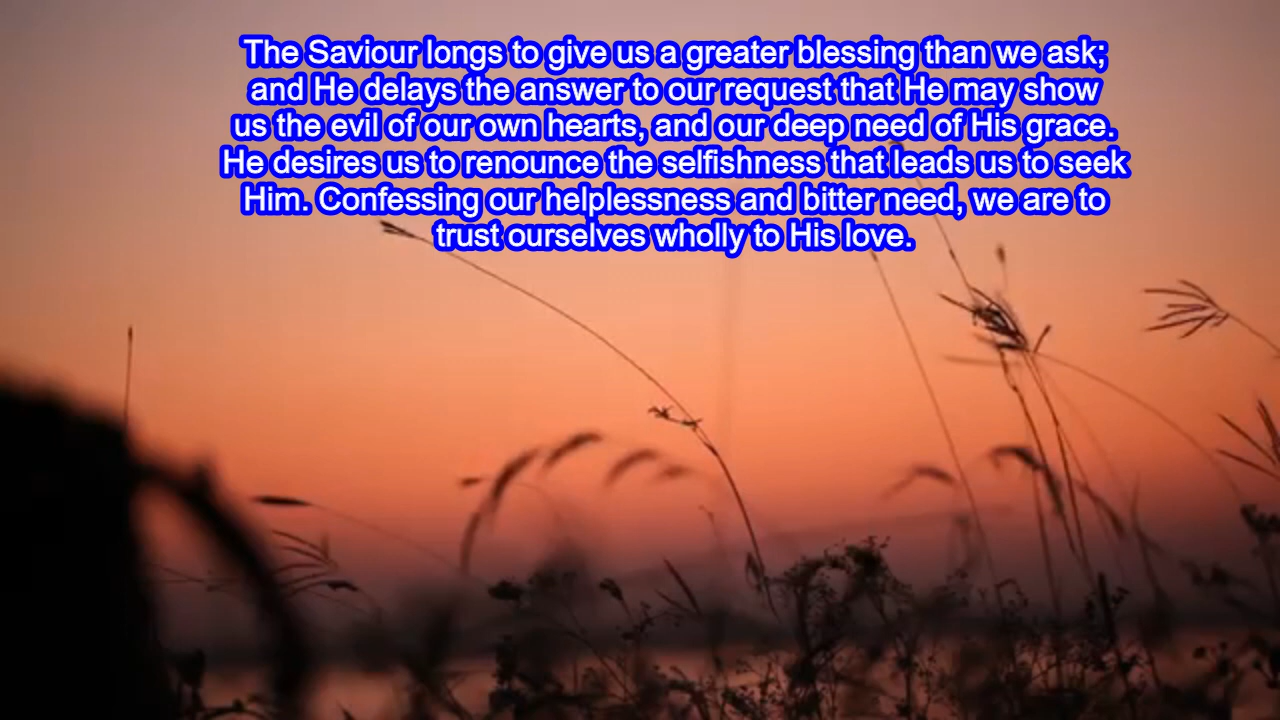 The Saviour longs to give us a greater blessing than we ask;
and He delays the answer to our request that He may show
us the evil of our own hearts, and our deep need of His grace.
He desires us to renounce the selfishness that leads us to seek
Him. Confessing our helplessness and bitter need, we are to
trust ourselves wholly to His love.